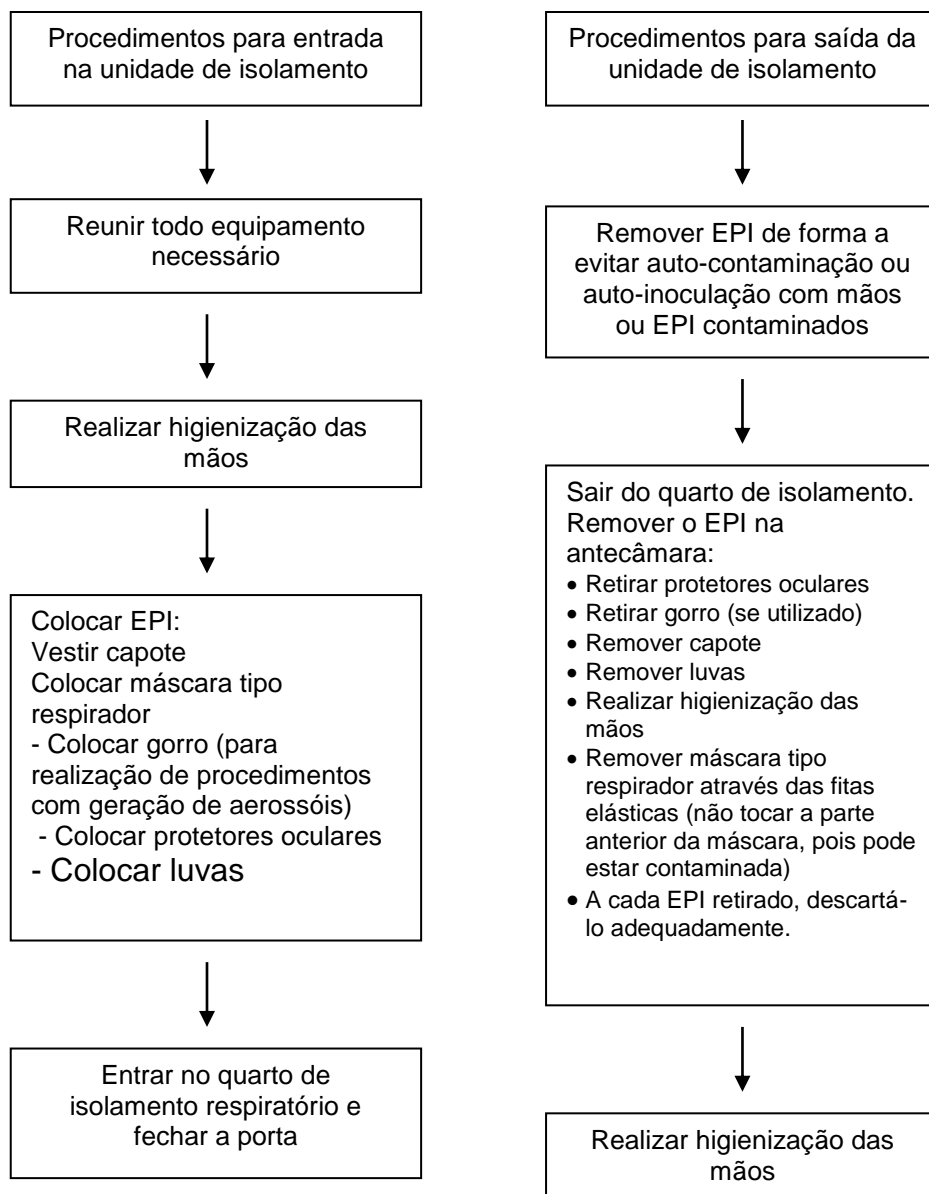 Procedimentos para entrada
na unidade de isolamento
Reunir todo equipamento
necessário
Realizar higienização das
mãos
Colocar EPI:
Vestir capote
Colocar máscara tipo
respirador
- Colocar gorro (para
realização de procedimentos
com geração de aerossóis)
- Colocar protetores oculares
- Colocar luvas
Entrar no quarto de
isolamento respiratório e
fechar a porta
Procedimentos para saída da
unidade de isolamento
Remover EPI de forma a
evitar auto-contaminação ou
auto-inoculação com mãos
ou EPI contaminados
Sair do quarto de isolamento.
Remover o EPI na
antecâmara:
• Retirar protetores oculares
• Retirar gorro (se utilizado)
• Remover capote
• Remover luvas
• Realizar higienização das
mãos
• Remover máscara tipo
respirador através das fitas
elásticas (não tocar a parte
anterior da máscara, pois pode
estar contaminada)
• A cada EPI retirado, descartá-
lo adequadamente.
Realizar higienização das
mãos